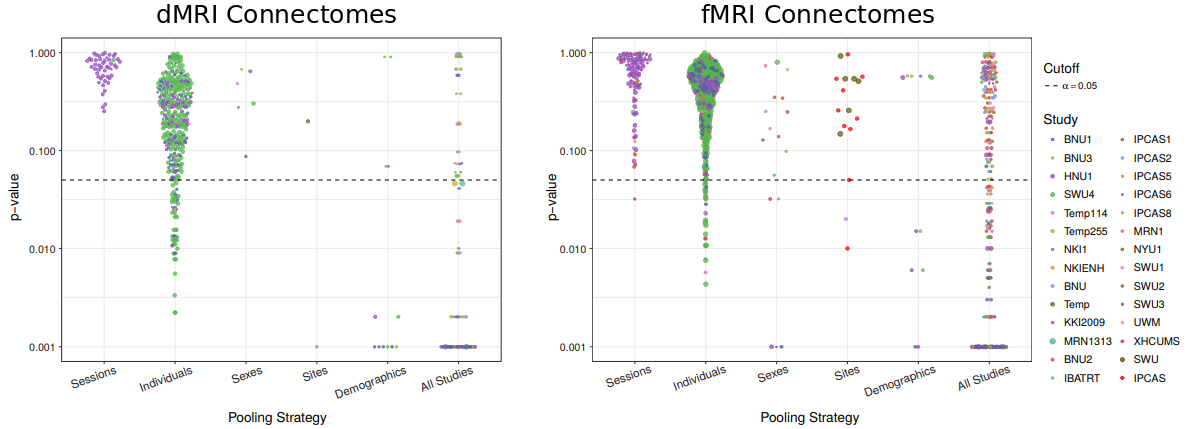 dMRI Connectomes
fMRI Connectomes
p−value
1.000
0.100
0.010
0.001
Sessions
Individuals
Sexes
Sites
Demographics
All Studies
Pooling Strategy
p−value
1.000
0.100
0.010
0.001
Sessions
Individuals
Sexes
Sites
Demographics
All Studies
Pooling Strategy
Cutoff
α = 0.05
Study
BNU1
BNU3
HNU1
SWU4
Temp114
Temp255
NKI1
NKIENH
BNU
Temp
KKI2009
MRN1313
BNU2
IBATRT
IPCAS1
IPCAS2
IPCAS5
IPCAS6
IPCAS8
MRN1
NYU1
SWU1
SWU2
SWU3
UWM
XHCUMS
SWU
IPCAS